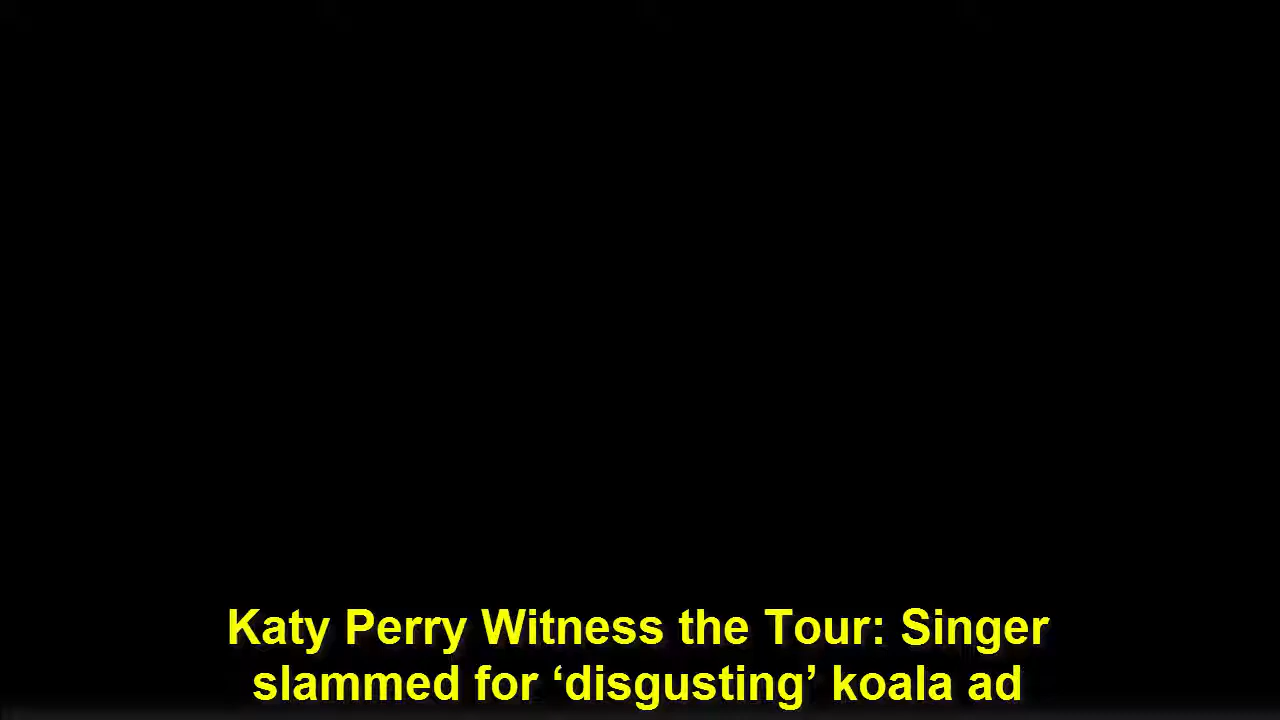 Katy Perry Witness the Tour: Singer
slammed for ‘disgusting’ koala ad